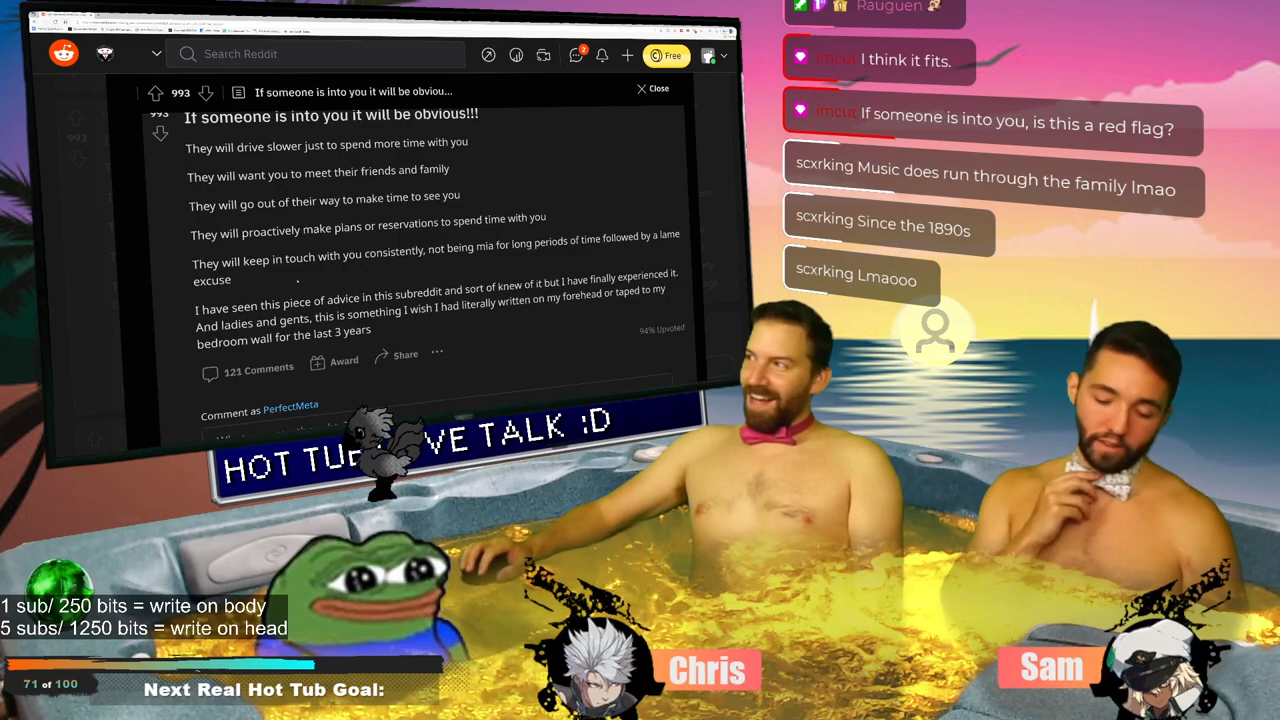 Search Reddit
2
Free
993
If someone is into you it will be obviou...
Close
993
If someone is into you it will be obvious!!!
They will drive slower just to spend more time with you
They will want you to meet their friends and family
They will go out of their way to make time to see you
They will proactively make plans or reservations to spend time with you
They will keep in touch with you consistently, not being mia for long periods of time followed by a lame
excuse
I have seen this piece of advice in this subreddit and sort of knew of it but I have finally experienced it.
And ladies and gents, this is something I wish I had literally written on my forehead or taped to my
bedroom wall for the last 3 years
94% Upvoted
121 Comments
Award
Share
Comment as PerfectMeta
HOT TU
VE TALK :D
Rauguen
imcut I think it fits.
imcut If someone is into you, is this a red flag?
scxrking Music does run through the family lmao
scxrking Since the 1890s
scxrking Lmaooo
1 sub/ 250 bits = write on body
5 subs/ 1250 bits = write on head
71 of 100
Next Real Hot Tub Goal:
Chris
Sam